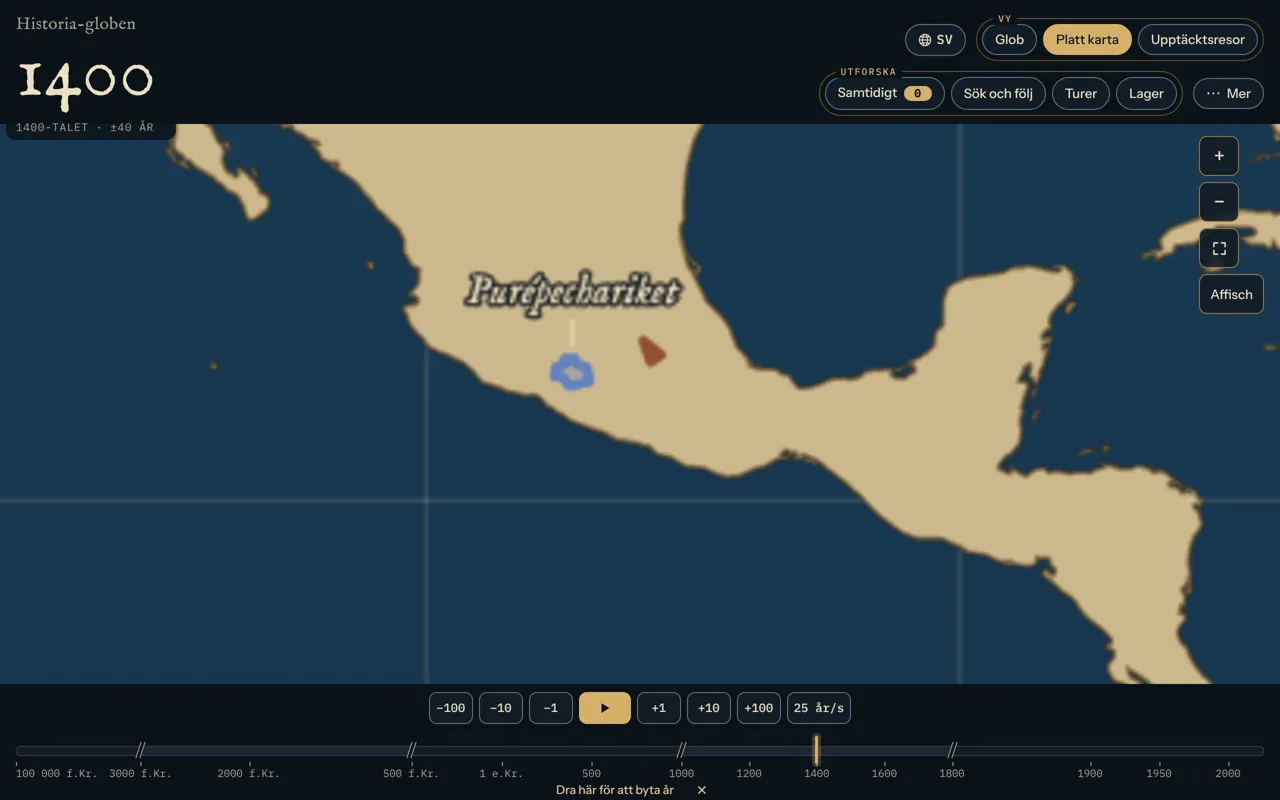 Historia-globen
1400
1400-TALET · ±40 ÅR
SV
VY
Glob
Platt karta
Upptäcktsresor
UTFORSKA
Samtidigt 0
Sök och följ
Turer
Lager
··· Mer
+
−
Affisch
Purépechariket
−100
−10
−1
+1
+10
+100
25 år/s
100 000 f.Kr.
3000 f.Kr.
2000 f.Kr.
500 f.Kr.
1 e.Kr.
500
1000
1200
1400
1600
1800
1900
1950
2000
Dra här för att byta år ×